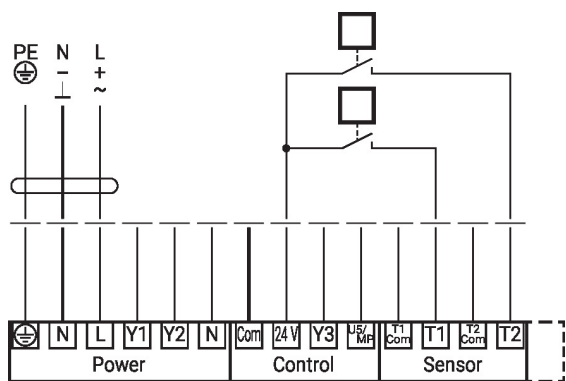 PE N L
− +
⊥ ~
N L Y1 Y2 N Com 24 V Y3 U5/MP T1 Com T1 T2 Com T2
Power Control Sensor